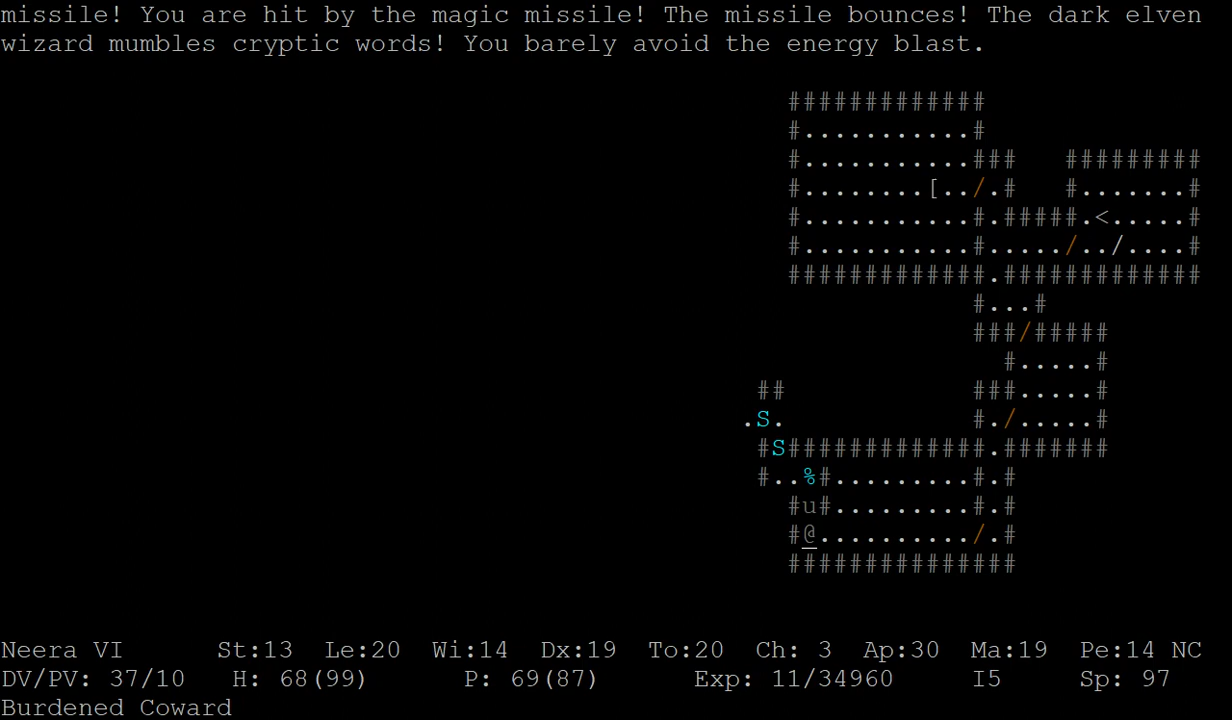 missile! You are hit by the magic missile! The missile bounces! The dark elven
wizard mumbles cryptic words! You barely avoid the energy blast.
#############
#...........#
#...........###   #########
#........[../.#   #.......#
#...........#.#####.<.....#
#...........#...../../....#
#############.#############
#...#
###/#####
#.....#
## ###.....#
.S. #./.....#
#S#############.#######
#..%#.........#.#
#u#.........#.#
#@........../.#
###############
Neera VI St:13 Le:20 Wi:14 Dx:19 To:20 Ch: 3 Ap:30 Ma:19 Pe:14 NC
DV/PV: 37/10 H: 68(99) P: 69(87) Exp: 11/34960 I5 Sp: 97
Burdened Coward